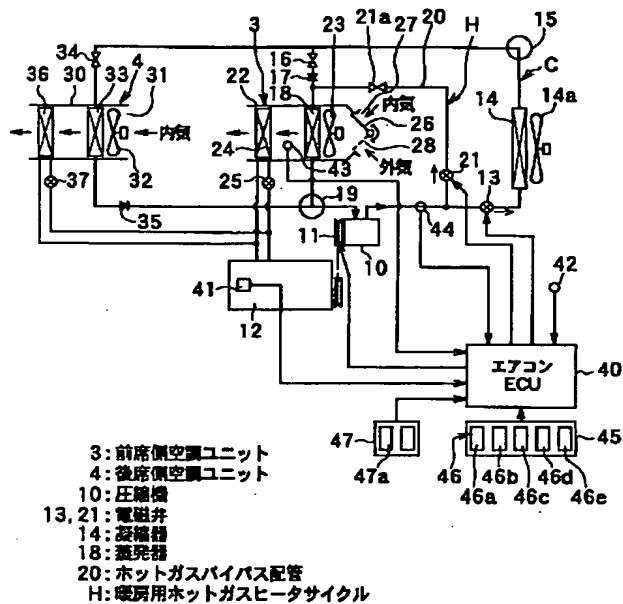 3
21a
27
20
H
15
34
16
17
23
C
36
30
33
4
31
22
18
内気
26
14
14a
内気
24
43
28
外気
32
25
21
13
37
19
35
11
10
44
42
41
12
エアコン
ECU
40
47
47a
46
46a
46b
46c
46d
46e
45
3:前席側空調ユニット
4:後席側空調ユニット
10:圧縮機
13,21:電磁弁
14:凝縮器
18:蒸発器
20:ホットガスバイパス配管
H:暖房用ホットガスヒータサイクル